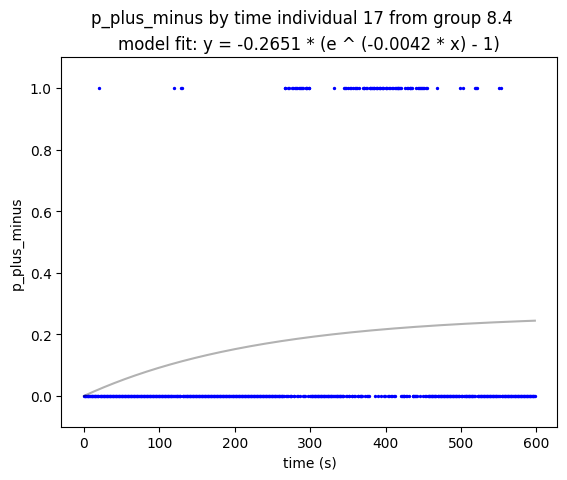 p_plus_minus by time individual 17 from group 8.4
model fit: y = -0.2651 * (e ^ (-0.0042 * x) - 1)
1.0
0.8
0.6
0.4
0.2
0.0
p_plus_minus
0 100 200 300 400 500 600
time (s)